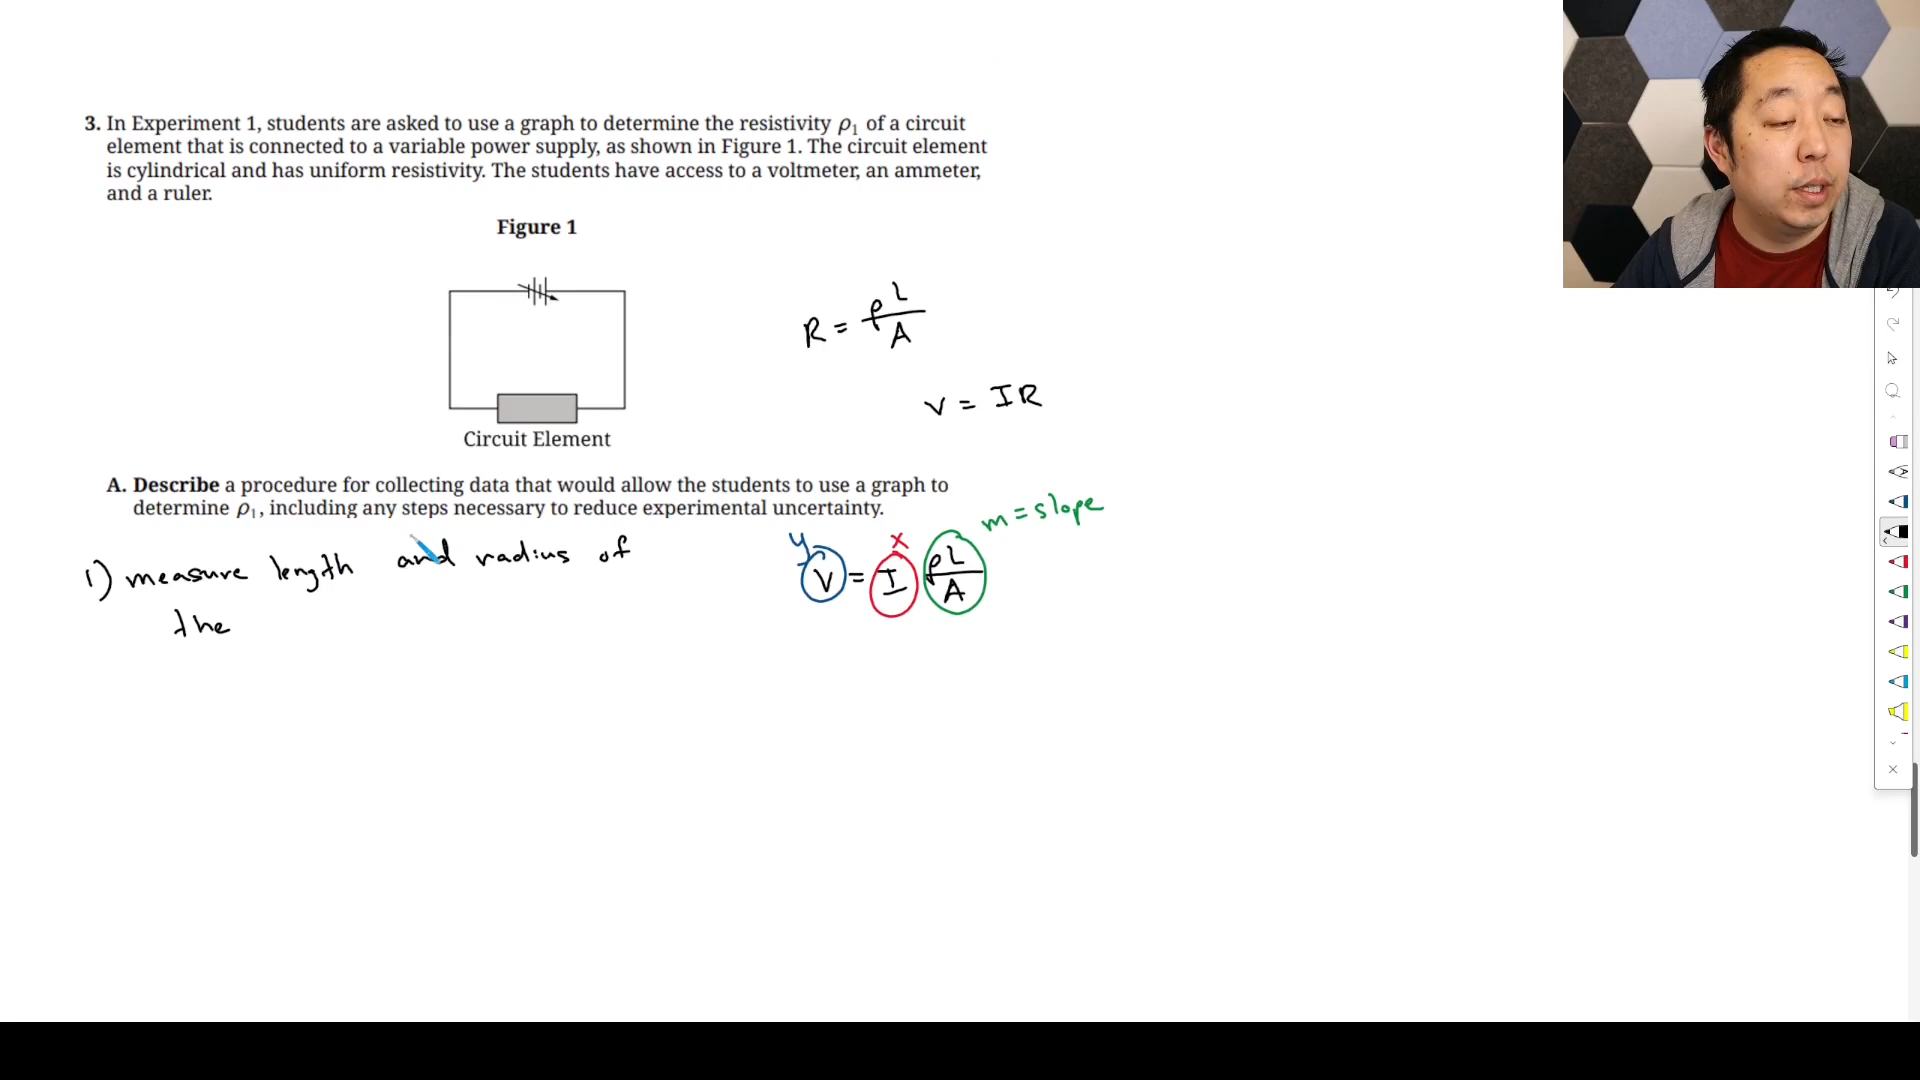 3. In Experiment 1, students are asked to use a graph to determine the resistivity ρ₁ of a circuit
element that is connected to a variable power supply, as shown in Figure 1. The circuit element
is cylindrical and has uniform resistivity. The students have access to a voltmeter, an ammeter,
and a ruler.
Figure 1
R = ρL/A
V = IR
Circuit Element
A. Describe a procedure for collecting data that would allow the students to use a graph to
determine ρ₁, including any steps necessary to reduce experimental uncertainty.
m = slope
y x
V = I ρL/A
1) measure length and radius of
the